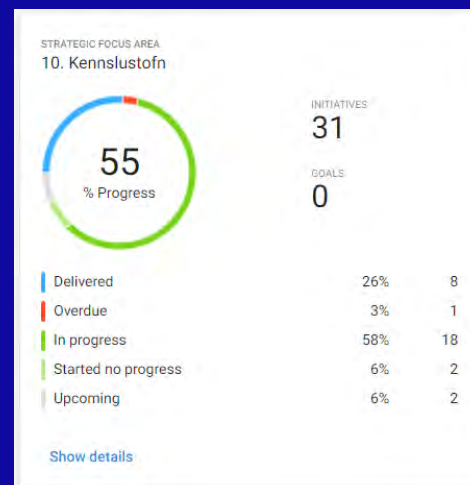 STRATEGIC FOCUS AREA
10. Kennslustofn
55
% Progress
INITIATIVES
31
GOALS
0
Delivered 26% 8
Overdue 3% 1
In progress 58% 18
Started no progress 6% 2
Upcoming 6% 2
Show details